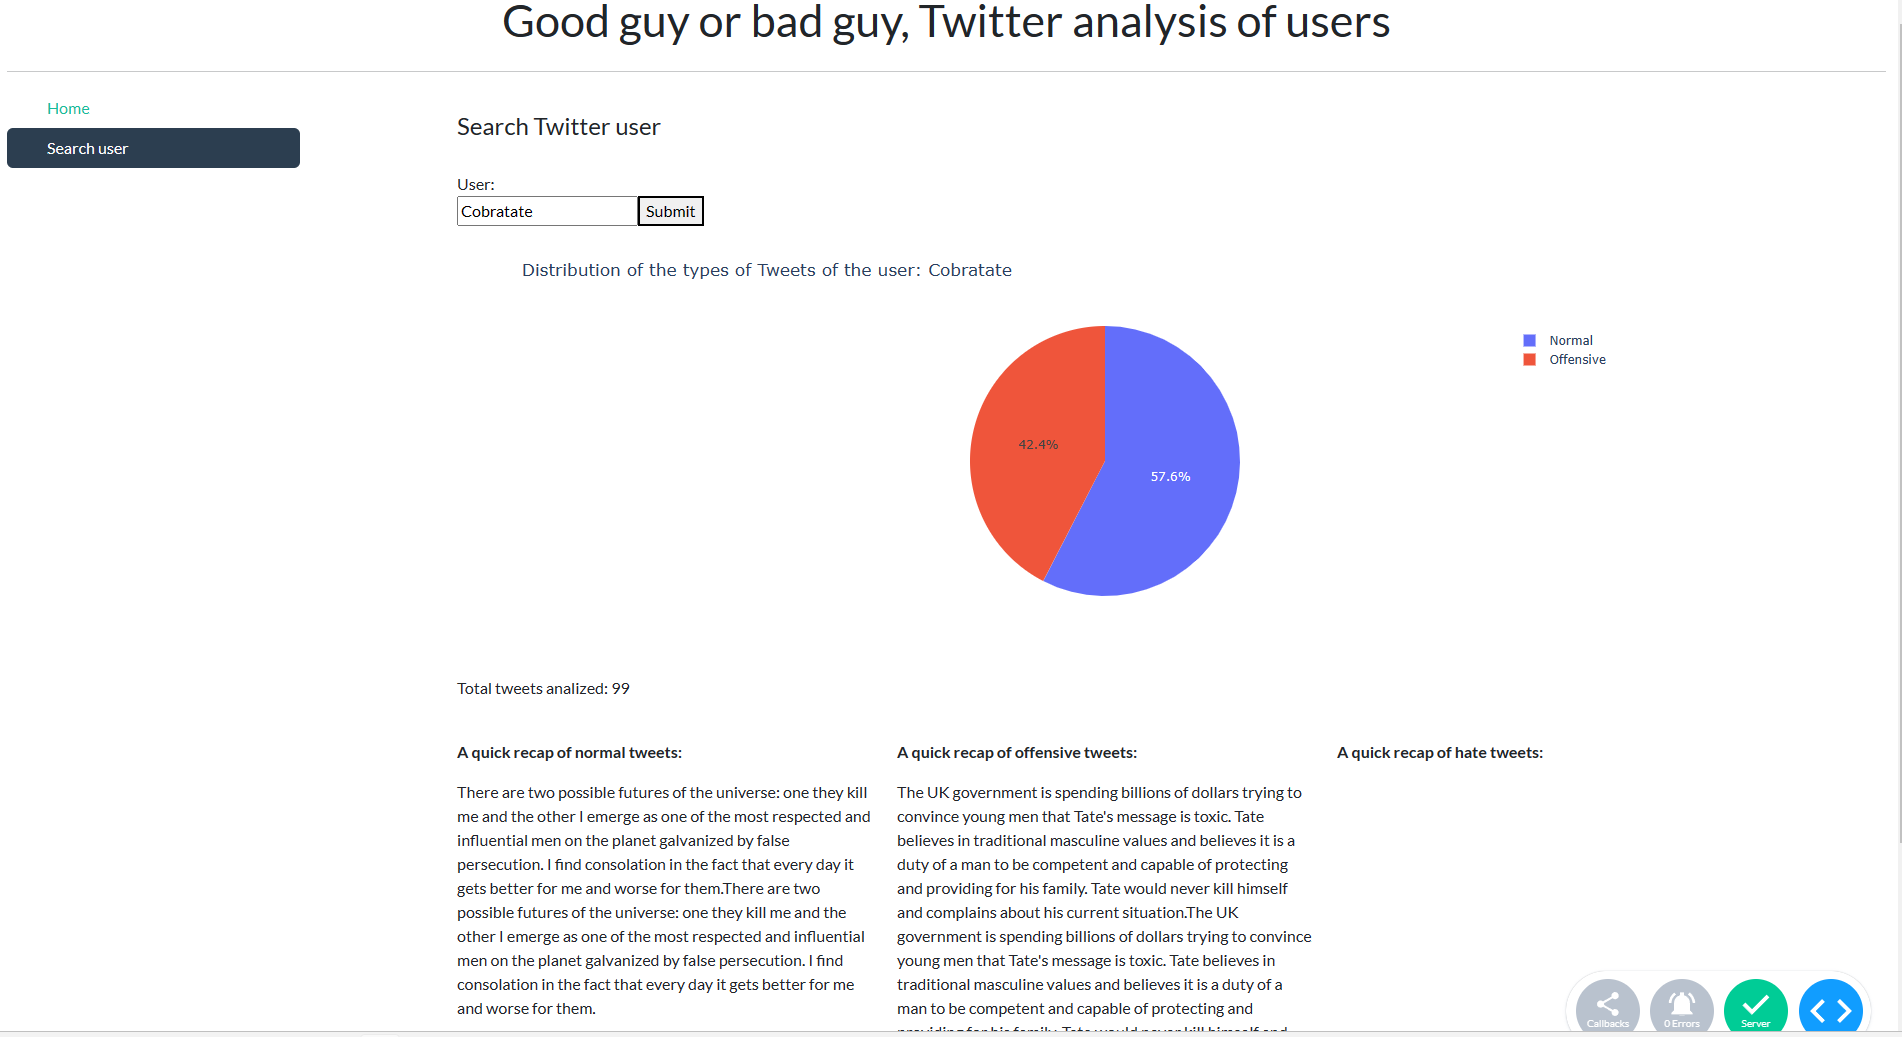 Good guy or bad guy, Twitter analysis of users
Home
Search user
Search Twitter user
User:
Cobratate
Submit
Distribution of the types of Tweets of the user: Cobratate
Normal
Offensive
42.4%
57.6%
Total tweets analized: 99
A quick recap of normal tweets:
There are two possible futures of the universe: one they kill
me and the other I emerge as one of the most respected and
influential men on the planet galvanized by false
persecution. I find consolation in the fact that every day it
gets better for me and worse for them.There are two
possible futures of the universe: one they kill me and the
other I emerge as one of the most respected and influential
men on the planet galvanized by false persecution. I find
consolation in the fact that every day it gets better for me
and worse for them.
A quick recap of offensive tweets:
The UK government is spending billions of dollars trying to
convince young men that Tate's message is toxic. Tate
believes in traditional masculine values and believes it is a
duty of a man to be competent and capable of protecting
and providing for his family. Tate would never kill himself
and complains about his current situation.The UK
government is spending billions of dollars trying to convince
young men that Tate's message is toxic. Tate believes in
traditional masculine values and believes it is a duty of a
man to be competent and capable of protecting and
providing for his family. Tate would never kill himself and
A quick recap of hate tweets:
Callbacks
0 Errors
Server